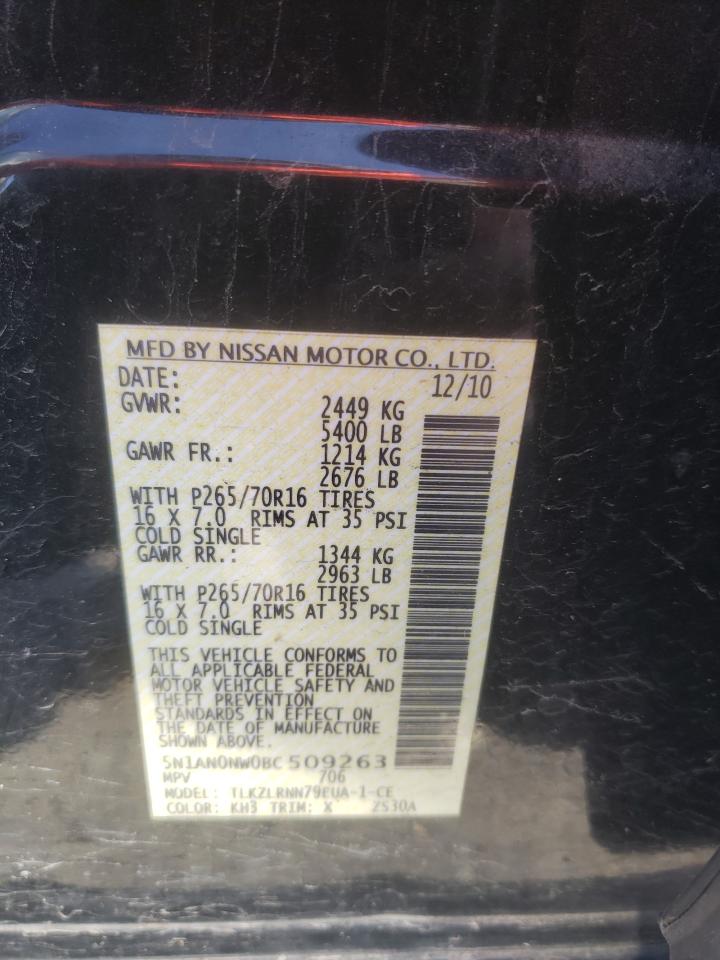 MFD BY NISSAN MOTOR CO., LTD.
DATE: 12/10
GVWR: 2449 KG
5400 LB
GAWR FR.: 1214 KG
2676 LB
WITH P265/70R16 TIRES
16 X 7.0 RIMS AT 35 PSI
COLD SINGLE
GAWR RR.: 1344 KG
2963 LB
WITH P265/70R16 TIRES
16 X 7.0 RIMS AT 35 PSI
COLD SINGLE
THIS VEHICLE CONFORMS TO
ALL APPLICABLE FEDERAL
MOTOR VEHICLE SAFETY AND
THEFT PREVENTION
STANDARDS IN EFFECT ON
THE DATE OF MANUFACTURE
SHOWN ABOVE.
5N1AN0NW0BC509263
MPV 706
MODEL: TLKZLRNN79EUA-1-CE
COLOR: KH3 TRIM: X ZS30A